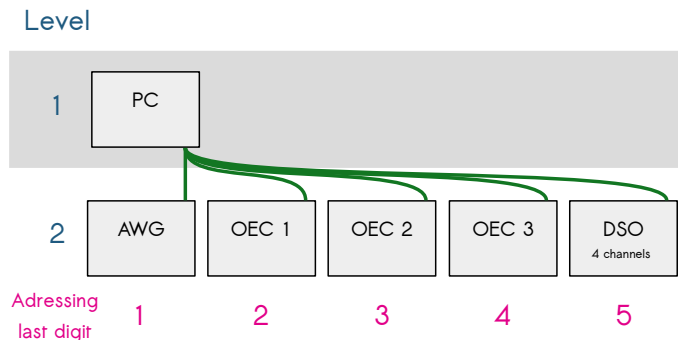 Level
1
PC
2
AWG
OEC 1
OEC 2
OEC 3
DSO
4 channels
Adressing
last digit
1
2
3
4
5